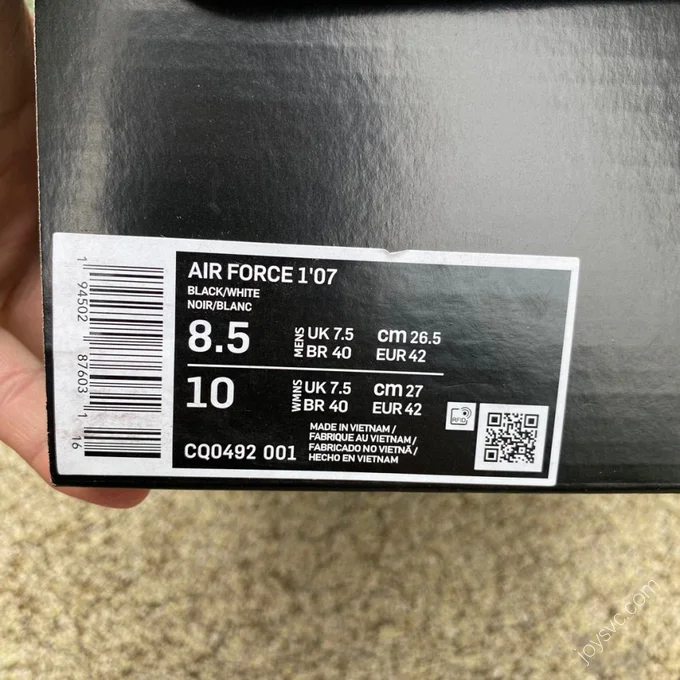 AIR FORCE 1'07
BLACK/WHITE
NOIR/BLANC
8.5 MENS UK 7.5 cm 26.5
BR 40 EUR 42
10 WMNS UK 7.5 cm 27
BR 40 EUR 42
CQ0492 001
MADE IN VIETNAM /
FABRIQUE AU VIETNAM /
FABRICADO NO VIETNÃ /
HECHO EN VIETNAM
RFID
1 94502 87603 1 16
joysvc.com